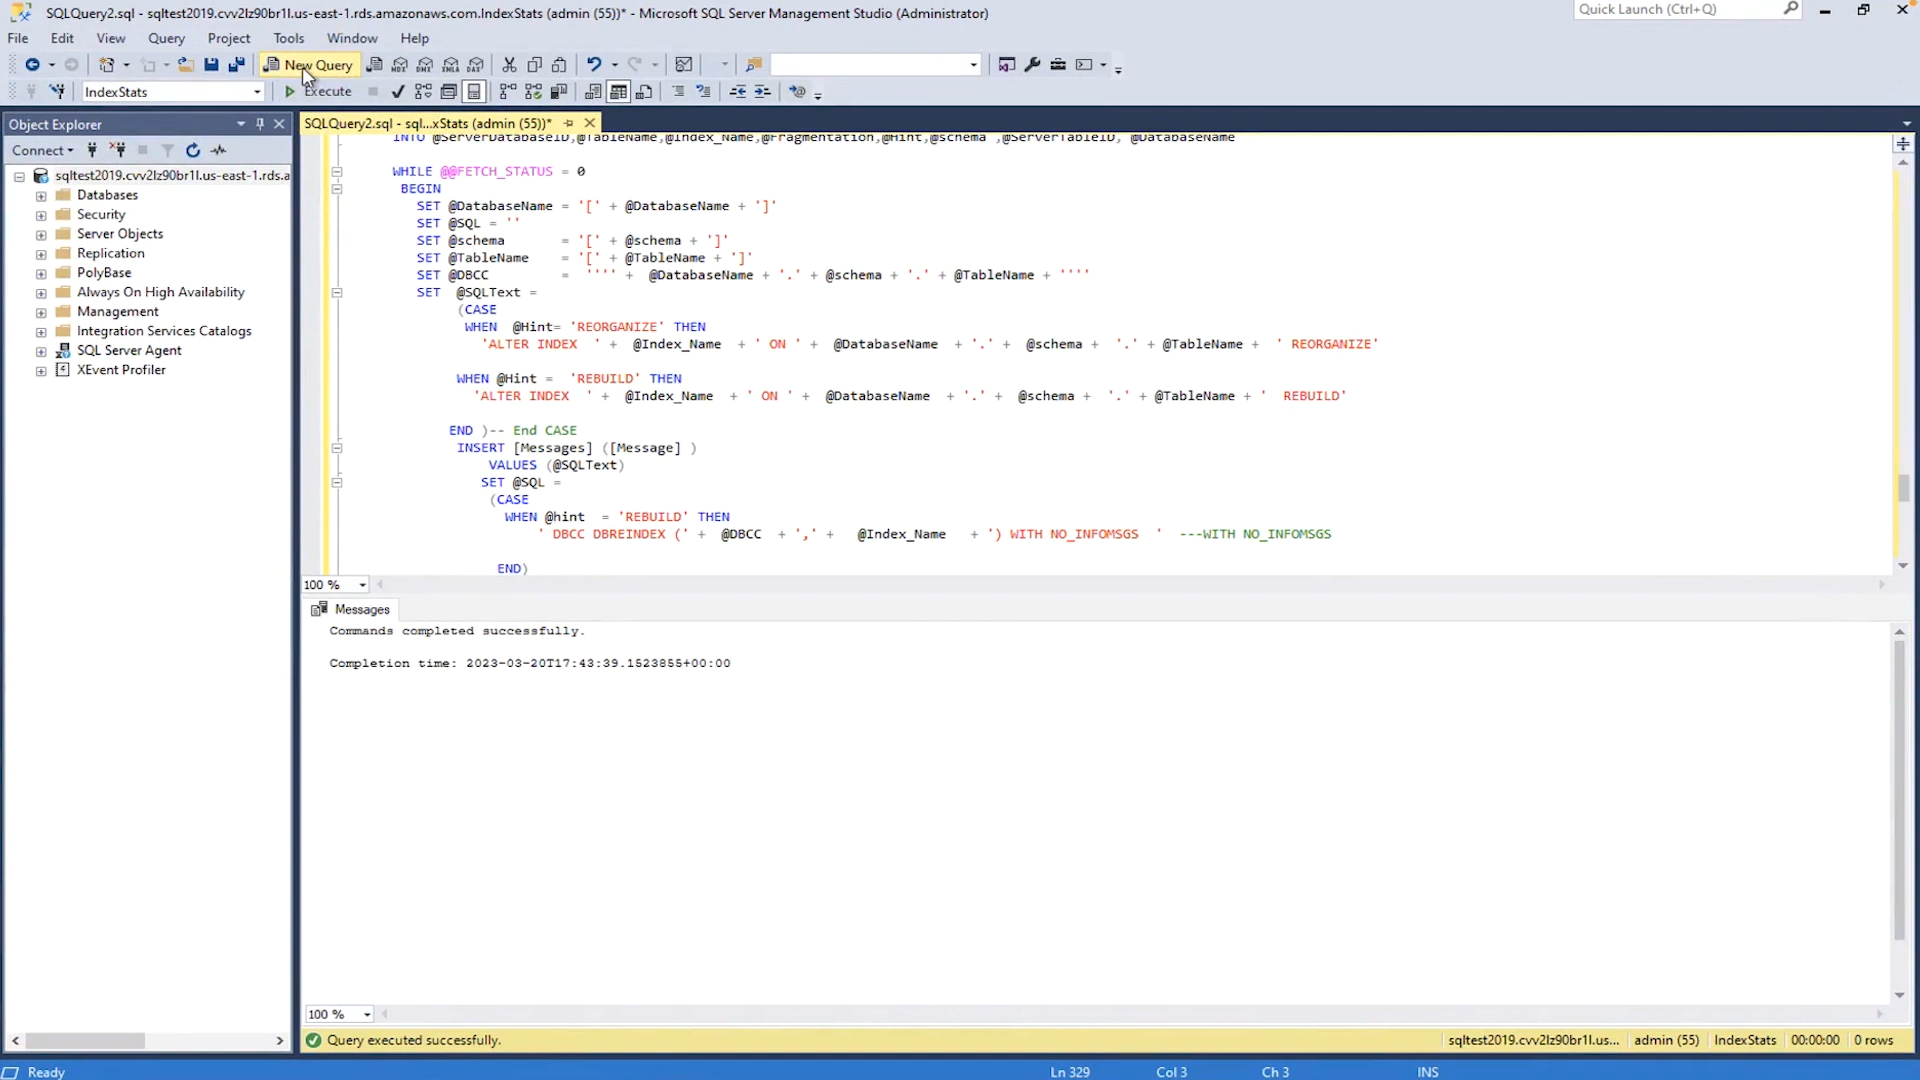 SQLQuery2.sql - sqltest2019.cvv2lz90br1l.us-east-1.rds.amazonaws.com.IndexStats (admin (55))* - Microsoft SQL Server Management Studio (Administrator)
Quick Launch (Ctrl+Q)
File Edit View Query Project Tools Window Help
New Query
IndexStats
Execute
Object Explorer
SQLQuery2.sql - sql...xStats (admin (55))*
Connect
sqltest2019.cvv2lz90br1l.us-east-1.rds.a
Databases
Security
Server Objects
Replication
PolyBase
Always On High Availability
Management
Integration Services Catalogs
SQL Server Agent
XEvent Profiler
INTO @ServerDatabaseID,@TableName,@Index_Name,@Fragmentation,@Hint,@schema ,@ServerTableID, @DatabaseName
WHILE @@FETCH_STATUS = 0
BEGIN
SET @DatabaseName = '[' + @DatabaseName + ']'
SET @SQL = ''
SET @schema = '[' + @schema + ']'
SET @TableName = '[' + @TableName + ']'
SET @DBCC = '''' + @DatabaseName + '.' + @schema + '.' + @TableName + ''''
SET @SQLText =
(CASE
WHEN @Hint= 'REORGANIZE' THEN
'ALTER INDEX ' + @Index_Name + ' ON ' + @DatabaseName + '.' + @schema + '.' + @TableName + ' REORGANIZE'
WHEN @Hint = 'REBUILD' THEN
'ALTER INDEX ' + @Index_Name + ' ON ' + @DatabaseName + '.' + @schema + '.' + @TableName + ' REBUILD'
END )-- End CASE
INSERT [Messages] ([Message] )
VALUES (@SQLText)
SET @SQL =
(CASE
WHEN @hint = 'REBUILD' THEN
' DBCC DBREINDEX (' + @DBCC + ',' + @Index_Name + ') WITH NO_INFOMSGS ' ---WITH NO_INFOMSGS
END)
100 %
Messages
Commands completed successfully.
Completion time: 2023-03-20T17:43:39.1523855+00:00
100 %
Query executed successfully.
sqltest2019.cvv2lz90br1l.us... admin (55) IndexStats 00:00:00 0 rows
Ready
Ln 329 Col 3 Ch 3 INS